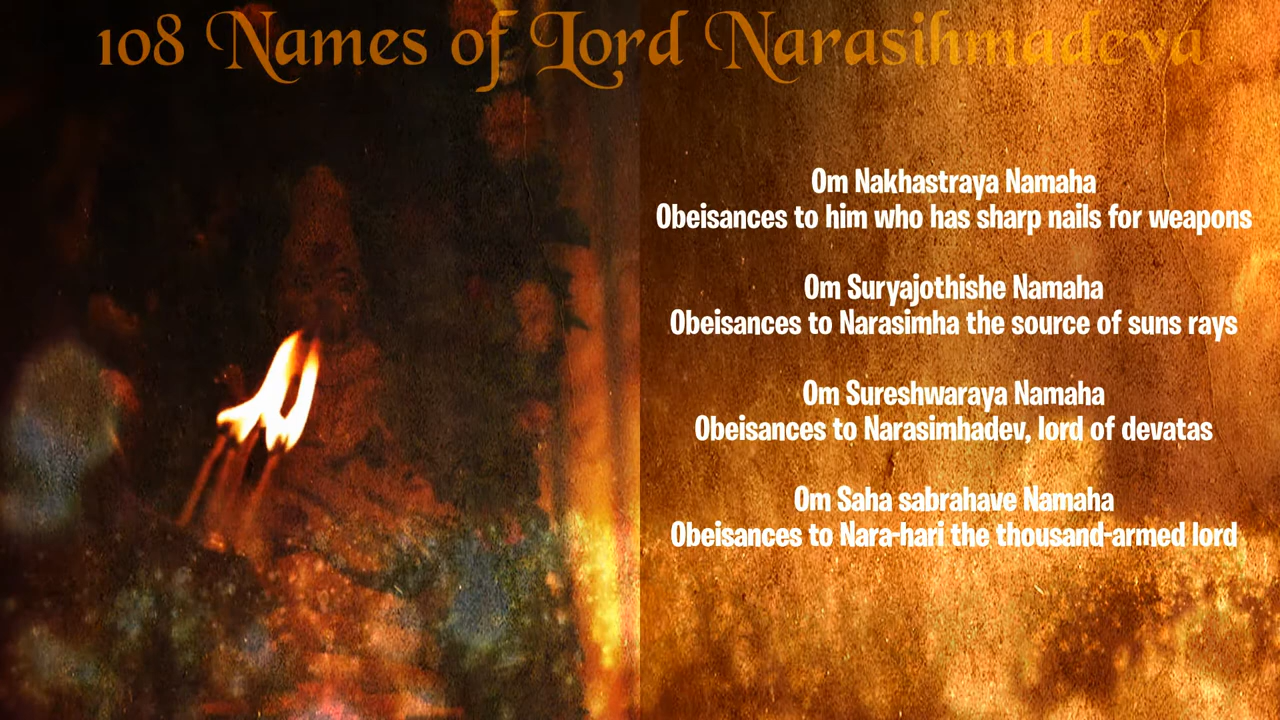 108 Names of Lord Narasihmadeva
Om Nakhastraya Namaha
Obeisances to him who has sharp nails for weapons
Om Suryajothishe Namaha
Obeisances to Narasimha the source of suns rays
Om Sureshwaraya Namaha
Obeisances to Narasimhadev, lord of devatas
Om Saha sabrahave Namaha
Obeisances to Nara-hari the thousand-armed lord